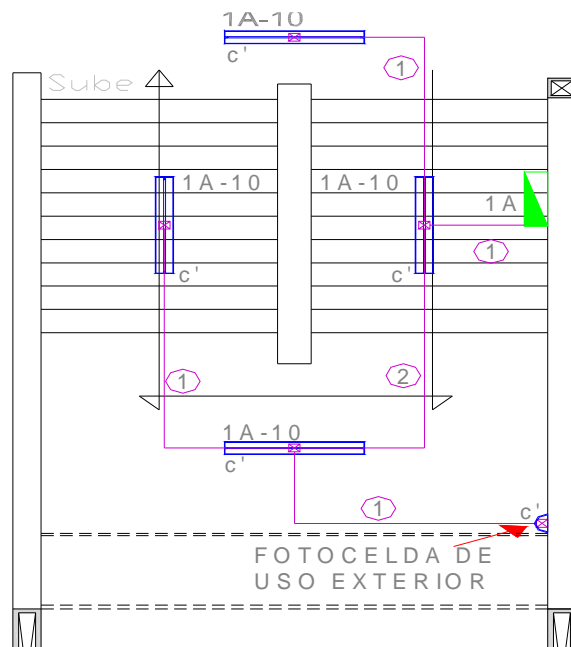 1A-10
c'
1
Sube
1A-10
1A-10
1A
1
c'
c'
1
2
1A-10
c'
1
c'
FOTOCELDA DE
USO EXTERIOR